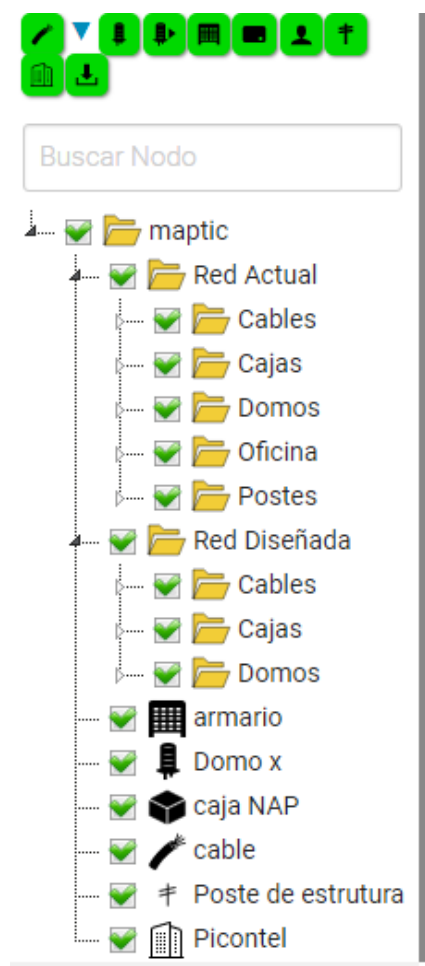 Buscar Nodo
maptic
Red Actual
Cables
Cajas
Domos
Oficina
Postes
Red Diseñada
Cables
Cajas
Domos
armario
Domo x
caja NAP
cable
Poste de estrutura
Picontel